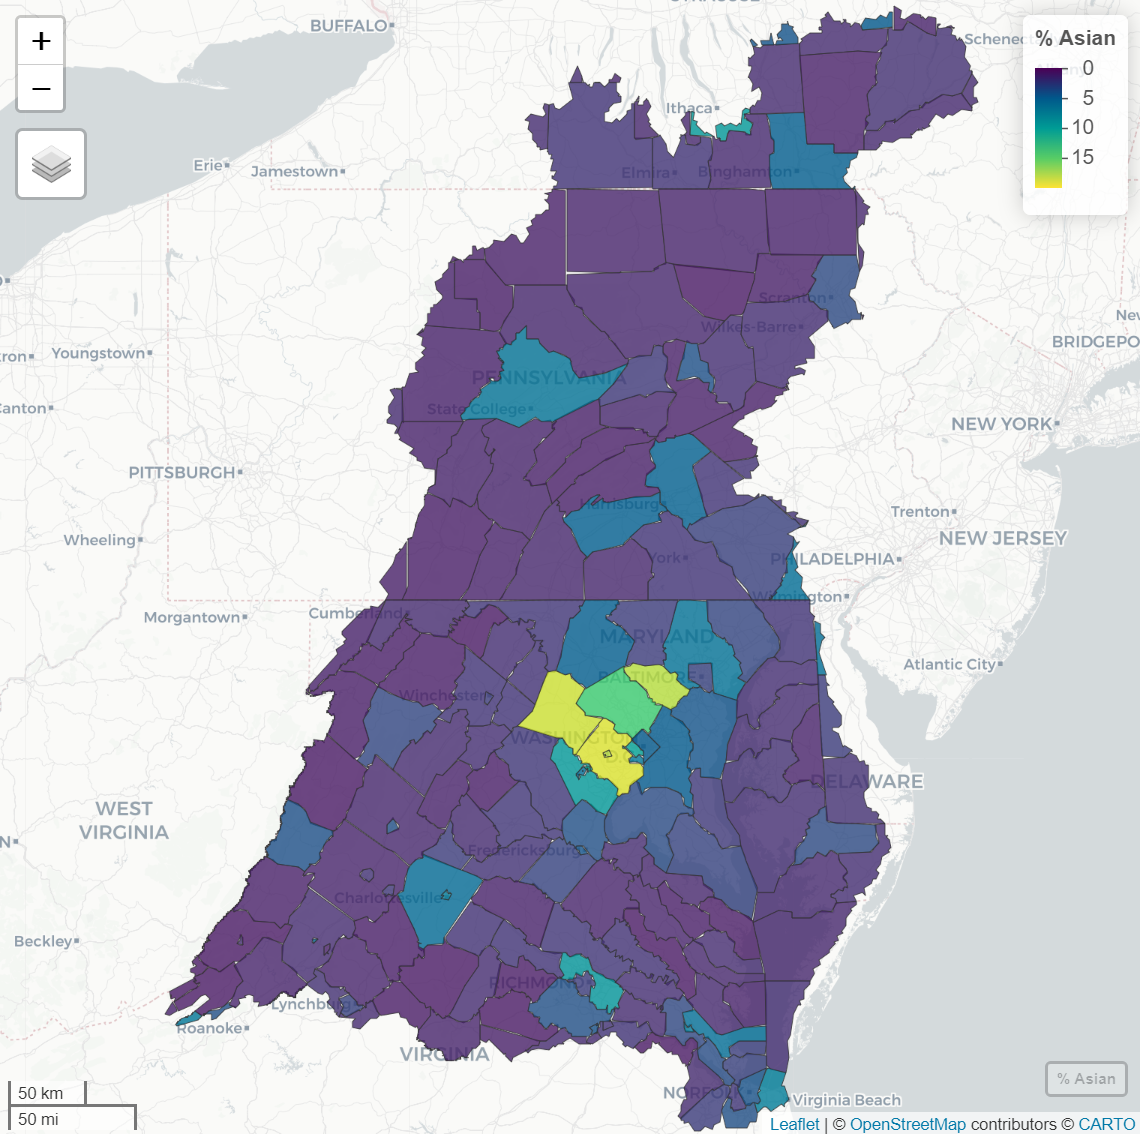 BUFFALO
+
−
% Asian
0
5
10
15
Schenec
Ithaca
Erie
Jamestown
Elmira
Binghamton
Scranton
Wilkes-Barre
Nev
BRIDGEPO
ron
Youngstown
PENNSYLVANIA
anton
State College
NEW YORK
PITTSBURGH
Harrisburg
Trenton
Wheeling
NEW JERSEY
York
PHILADELPHIA
Wilmington
Morgantown
Cumberland
MARYLAND
Atlantic City
BALTIMORE
Winchester
WASHINGTON
D.C.
DELAWARE
WEST
VIRGINIA
Fredericksburg
Charlottesville
Beckley
RICHMOND
Lynchburg
Roanoke
VIRGINIA
% Asian
50 km
NORFOLK
Virginia Beach
50 mi
Leaflet | © OpenStreetMap contributors © CARTO